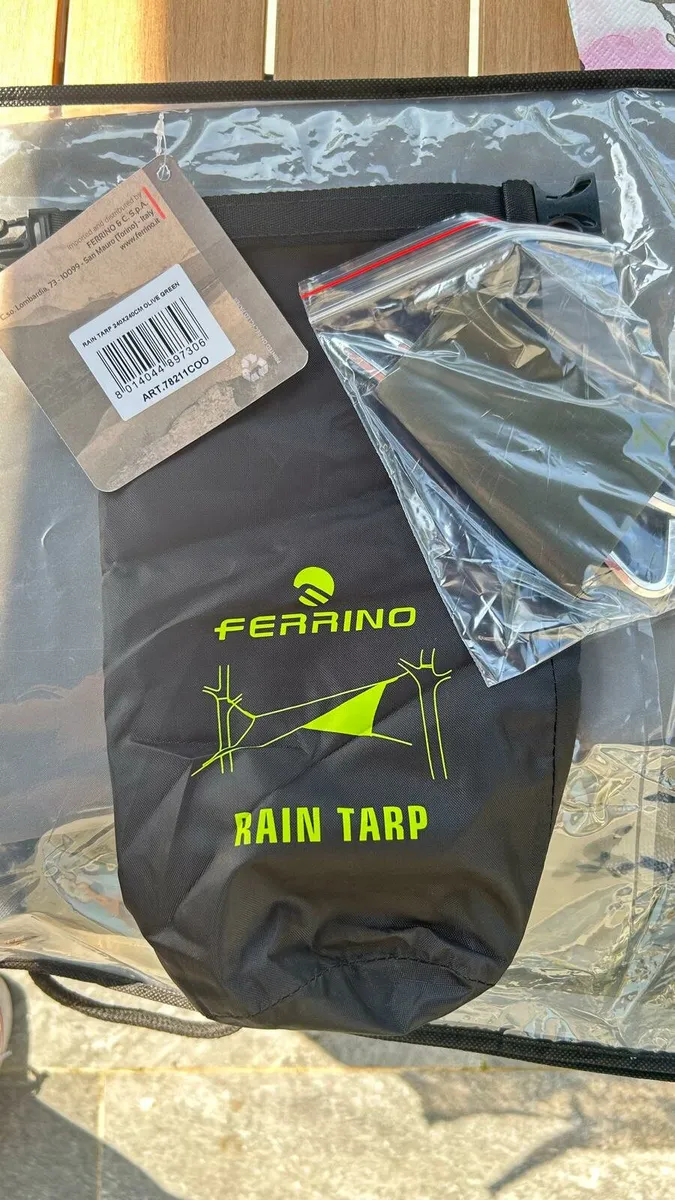 Imported and distributed by
FERRINO & C. S.p.A.
C.so Lombardia, 73 - 10099 - San Mauro (Torino) - Italy
www.ferrino.it
RAIN TARP 240X240CM OLIVE GREEN
8 014044 897306
ART.78211COO
FERRINO
RAIN TARP